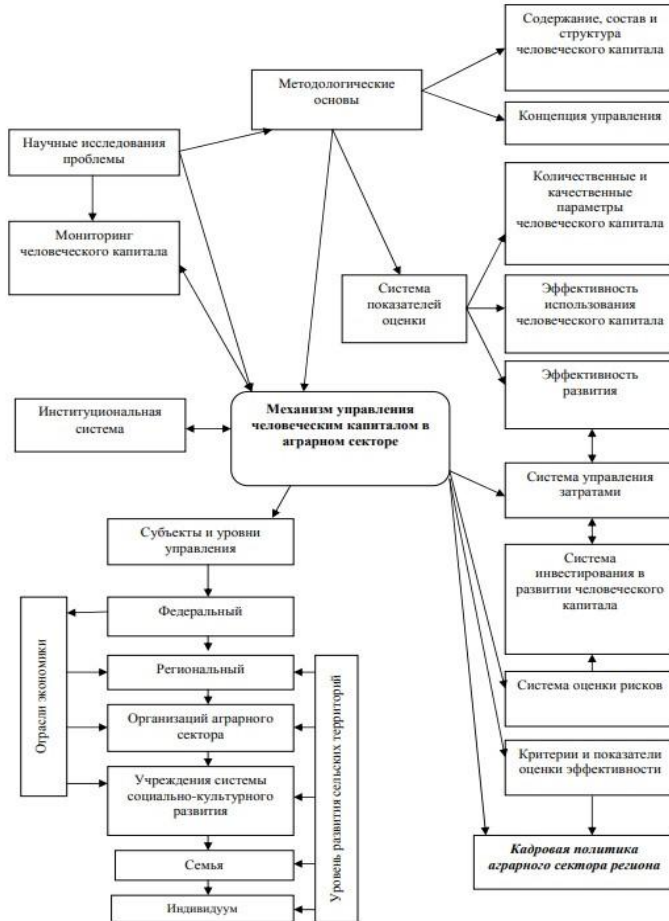 Содержание, состав и
структура
человеческого капитала
Методологические
основы
Концепция управления
Научные исследования
проблемы
Количественные и
качественные
параметры
человеческого капитала
Мониторинг
человеческого капитала
Система
показателей
оценки
Эффективность
использования
человеческого капитала
Эффективность
развития
Институциональная
система
Механизм управления
человеческим капиталом в
аграрном секторе
Система управления
затратами
Субъекты и уровни
управления
Система
инвестирования в
развитии человеческого
капитала
Федеральный
Отрасли экономики
Региональный
Уровень развития сельских территорий
Система оценки рисков
Организаций аграрного
сектора
Критерии и показатели
оценки эффективности
Учреждения системы
социально-культурного
развития
Кадровая политика
аграрного сектора региона
Семья
Индивидуум